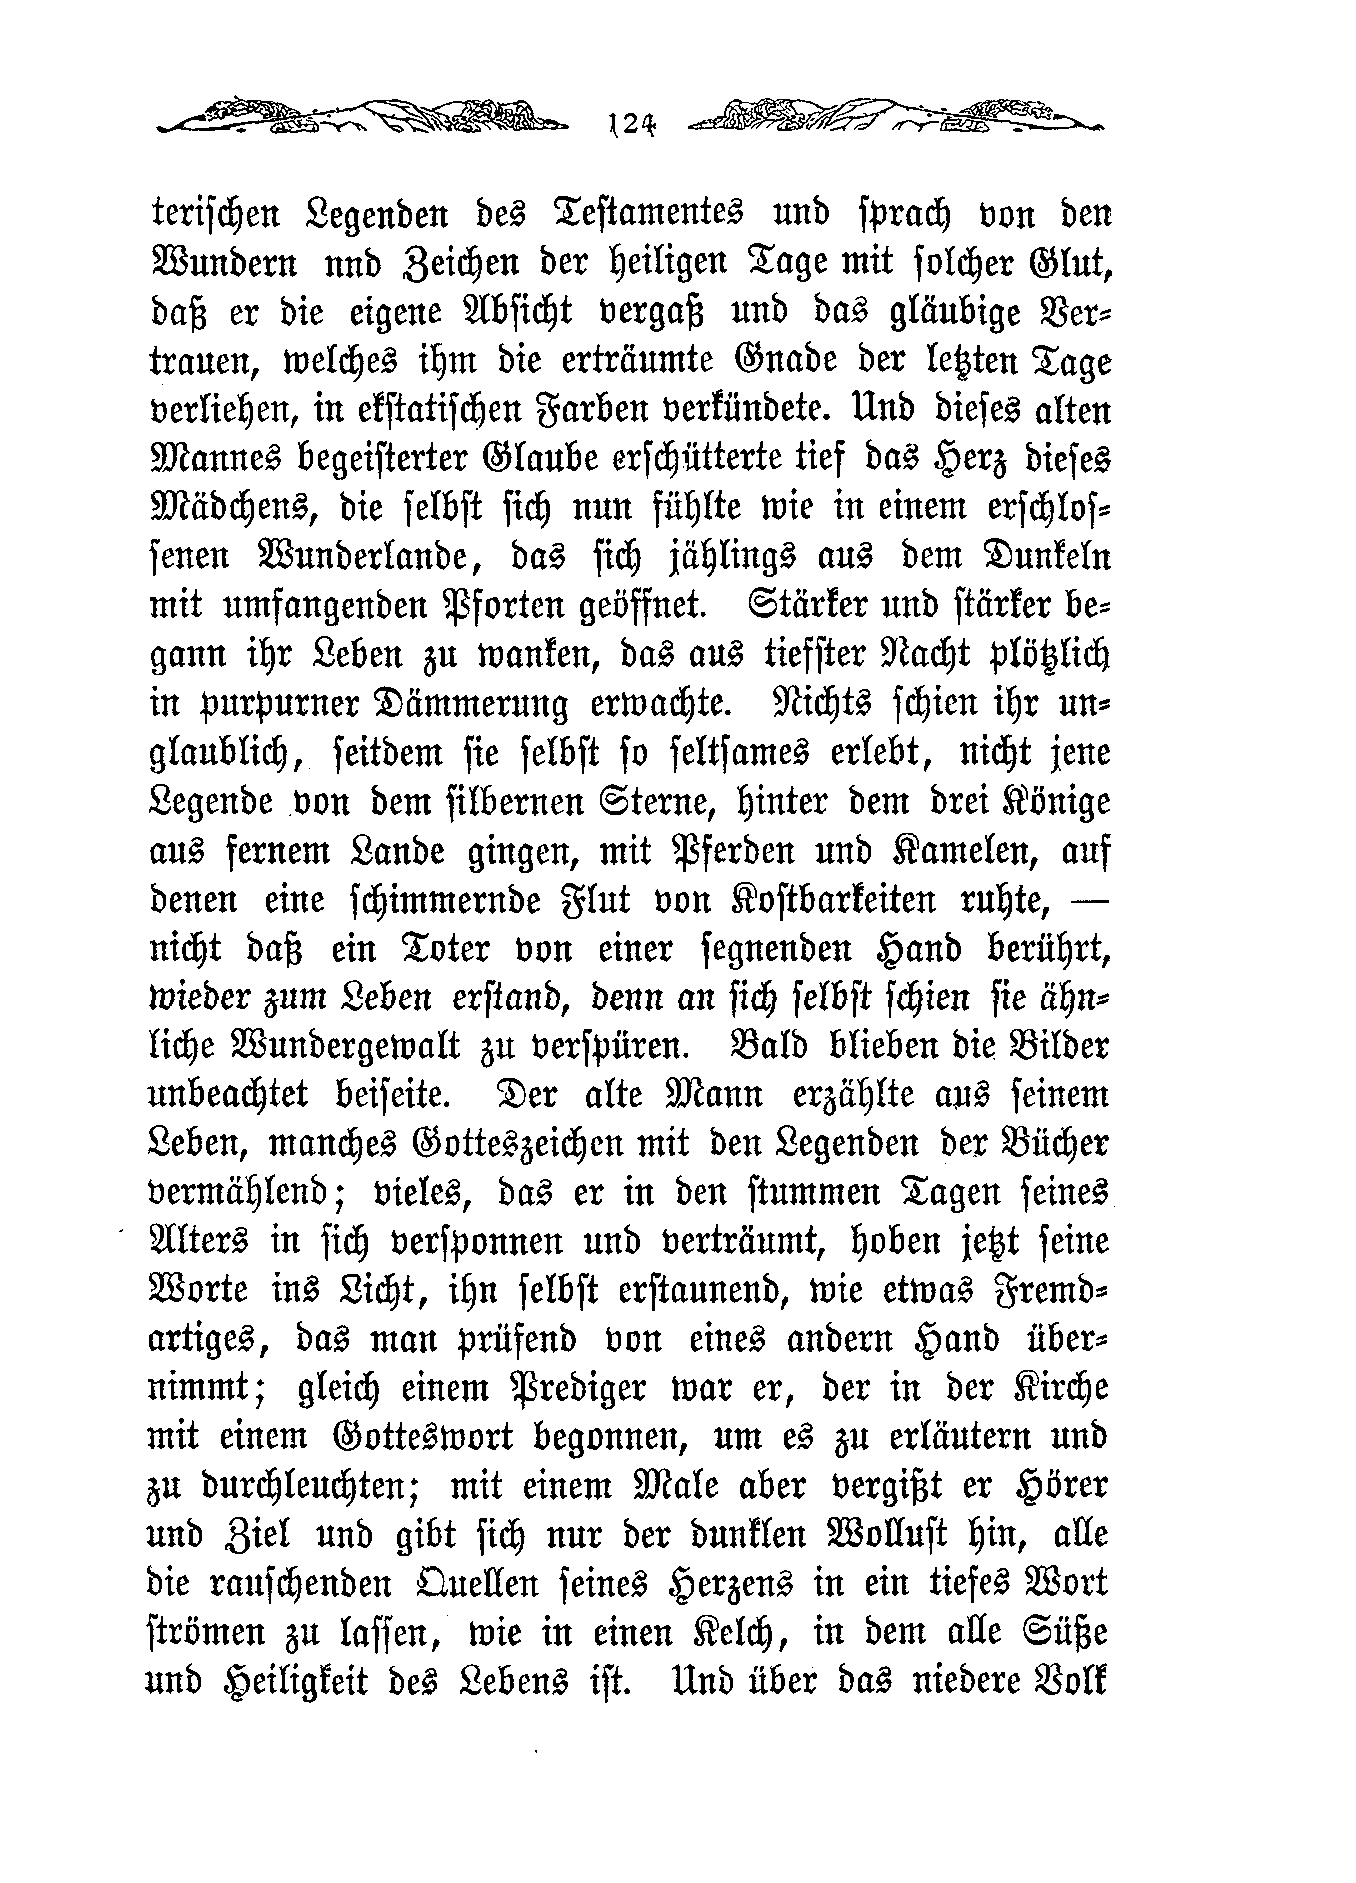 124
terischen Legenden des Testamentes und sprach von den
Wundern nnd Zeichen der heiligen Tage mit solcher Glut,
daß er die eigene Absicht vergaß und das gläubige Ver-
trauen, welches ihm die erträumte Gnade der letzten Tage
verliehen, in ekstatischen Farben verkündete. Und dieses alten
Mannes begeisterter Glaube erschütterte tief das Herz dieses
Mädchens, die selbst sich nun fühlte wie in einem erschlos-
senen Wunderlande, das sich jählings aus dem Dunkeln
mit umfangenden Pforten geöffnet. Stärker und stärker be-
gann ihr Leben zu wanken, das aus tiefster Nacht plötzlich
in purpurner Dämmerung erwachte. Nichts schien ihr un-
glaublich, seitdem sie selbst so seltsames erlebt, nicht jene
Legende von dem silbernen Sterne, hinter dem drei Könige
aus fernem Lande gingen, mit Pferden und Kamelen, auf
denen eine schimmernde Flut von Kostbarkeiten ruhte, —
nicht daß ein Toter von einer segnenden Hand berührt,
wieder zum Leben erstand, denn an sich selbst schien sie ähn-
liche Wundergewalt zu verspüren. Bald blieben die Bilder
unbeachtet beiseite. Der alte Mann erzählte aus seinem
Leben, manches Gotteszeichen mit den Legenden der Bücher
vermählend; vieles, das er in den stummen Tagen seines
Alters in sich versponnen und verträumt, hoben jetzt seine
Worte ins Licht, ihn selbst erstaunend, wie etwas Fremd-
artiges, das man prüfend von eines andern Hand über-
nimmt; gleich einem Prediger war er, der in der Kirche
mit einem Gotteswort begonnen, um es zu erläutern und
zu durchleuchten; mit einem Male aber vergißt er Hörer
und Ziel und gibt sich nur der dunklen Wollust hin, alle
die rauschenden Quellen seines Herzens in ein tiefes Wort
strömen zu lassen, wie in einen Kelch, in dem alle Süße
und Heiligkeit des Lebens ist. Und über das niedere Volk